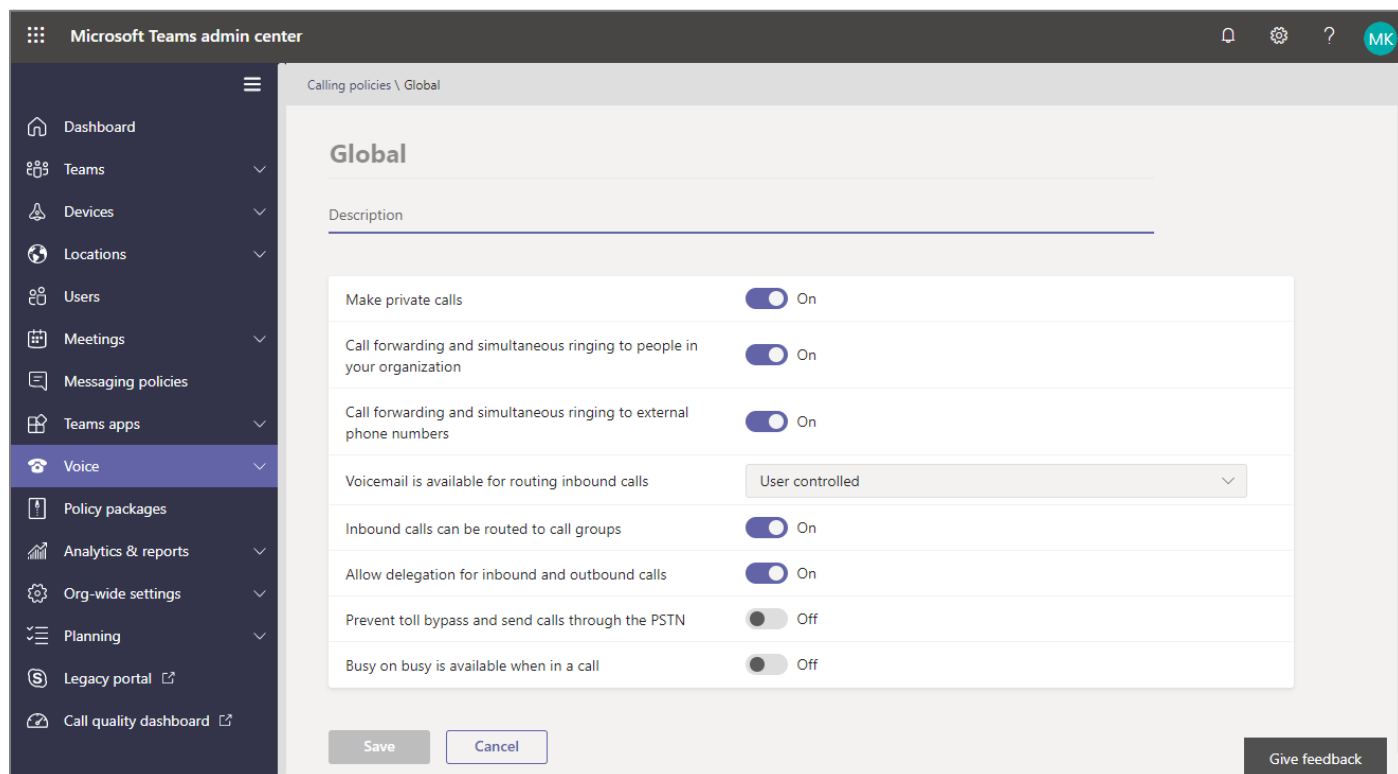 Microsoft Teams admin center
?
MK
Calling policies \ Global
Dashboard
Teams
Devices
Locations
Users
Meetings
Messaging policies
Teams apps
Voice
Policy packages
Analytics & reports
Org-wide settings
Planning
Legacy portal
Call quality dashboard
Global
Description
Make private calls
On
Call forwarding and simultaneous ringing to people in
your organization
On
Call forwarding and simultaneous ringing to external
phone numbers
On
Voicemail is available for routing inbound calls
User controlled
Inbound calls can be routed to call groups
On
Allow delegation for inbound and outbound calls
On
Prevent toll bypass and send calls through the PSTN
Off
Busy on busy is available when in a call
Off
Save
Cancel
Give feedback